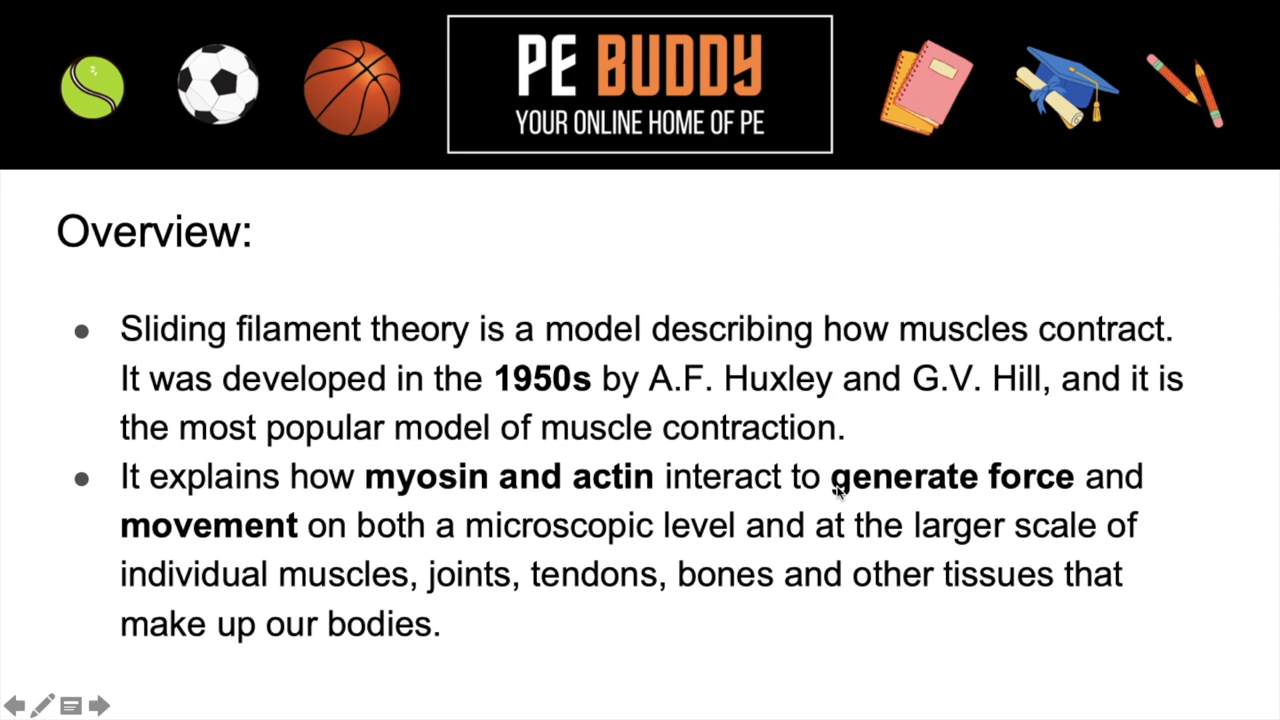 PE BUDDY
YOUR ONLINE HOME OF PE
Overview:
● Sliding filament theory is a model describing how muscles contract.
It was developed in the 1950s by A.F. Huxley and G.V. Hill, and it is
the most popular model of muscle contraction.
● It explains how myosin and actin interact to generate force and
movement on both a microscopic level and at the larger scale of
individual muscles, joints, tendons, bones and other tissues that
make up our bodies.